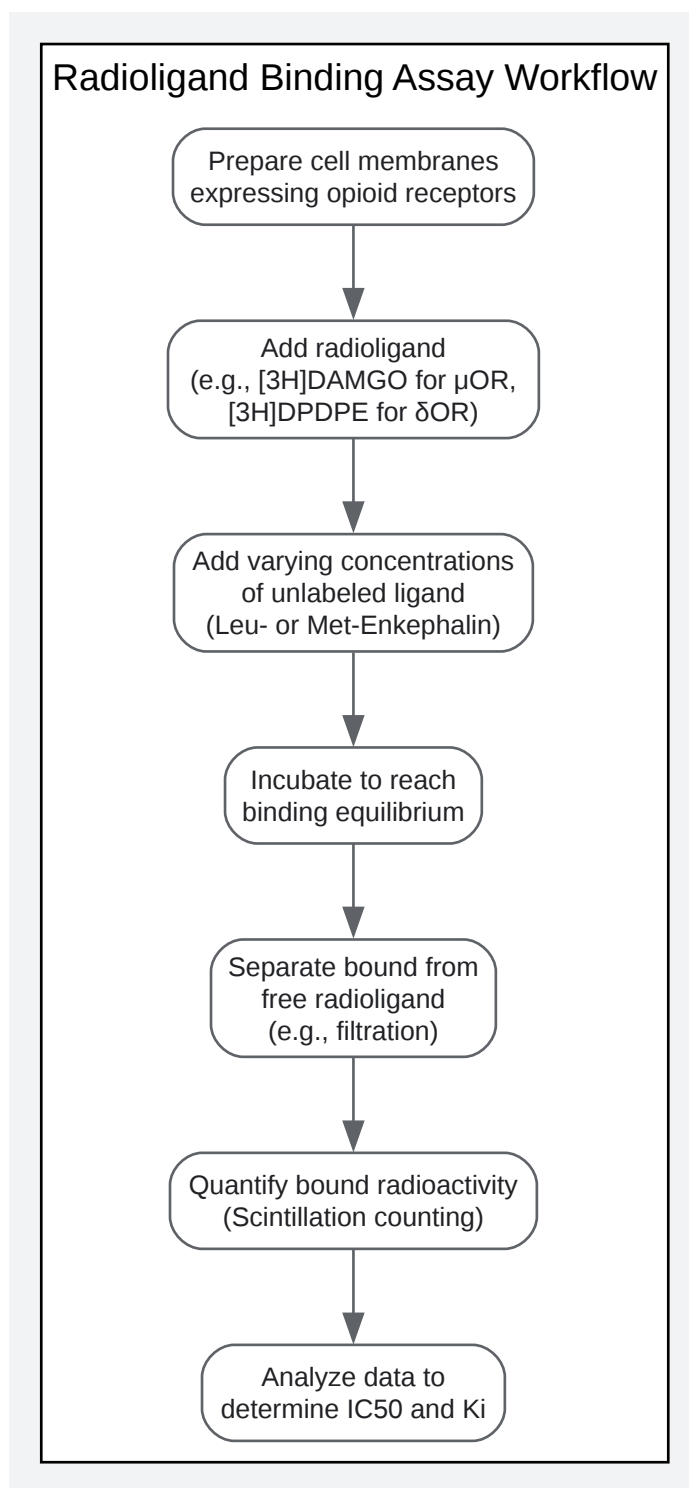 Radioligand Binding Assay Workflow
Prepare cell membranes
expressing opioid receptors
Add radioligand
(e.g., [3H]DAMGO for μOR,
[3H]DPDPE for δOR)
Add varying concentrations
of unlabeled ligand
(Leu- or Met-Enkephalin)
Incubate to reach
binding equilibrium
Separate bound from
free radioligand
(e.g., filtration)
Quantify bound radioactivity
(Scintillation counting)
Analyze data to
determine IC50 and Ki